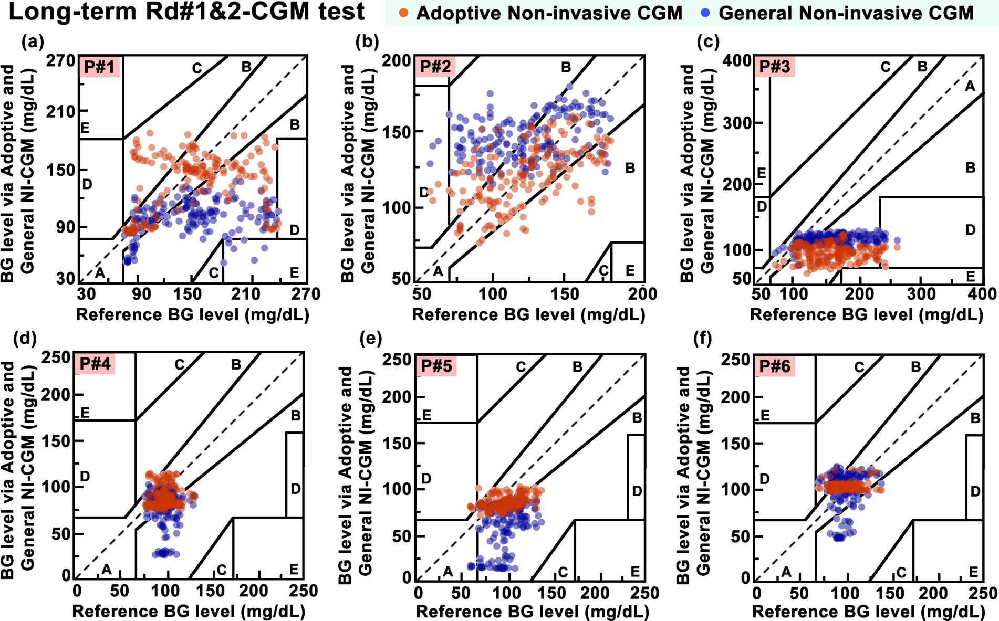 Long-term Rd#1&2-CGM test
Adoptive Non-invasive CGM
General Non-invasive CGM
(a)
BG level via Adoptive and
General NI-CGM (mg/dL)
270
210
150
90
30
P#1
C
B
E
B
D
D
A
C
E
30 90 150 210 270
Reference BG level (mg/dL)
(b)
BG level via Adoptive and
General NI-CGM (mg/dL)
200
150
100
50
P#2
B
B
D
A
C
E
50 100 150 200
Reference BG level (mg/dL)
(c)
BG level via Adoptive and
General NI-CGM (mg/dL)
400
300
200
100
50
P#3
C
B
A
E
B
D
D
E
50 100 200 300 400
Reference BG level (mg/dL)
(d)
BG level via Adoptive and
General NI-CGM (mg/dL)
250
200
150
100
50
0
P#4
C
B
E
B
D
D
A
C
E
0 50 100 150 200 250
Reference BG level (mg/dL)
(e)
BG level via Adoptive and
General NI-CGM (mg/dL)
250
200
150
100
50
0
P#5
C
B
E
B
D
D
A
C
E
0 50 100 150 200 250
Reference BG level (mg/dL)
(f)
BG level via Adoptive and
General NI-CGM (mg/dL)
250
200
150
100
50
0
P#6
C
B
E
B
D
D
A
C
E
0 50 100 150 200 250
Reference BG level (mg/dL)